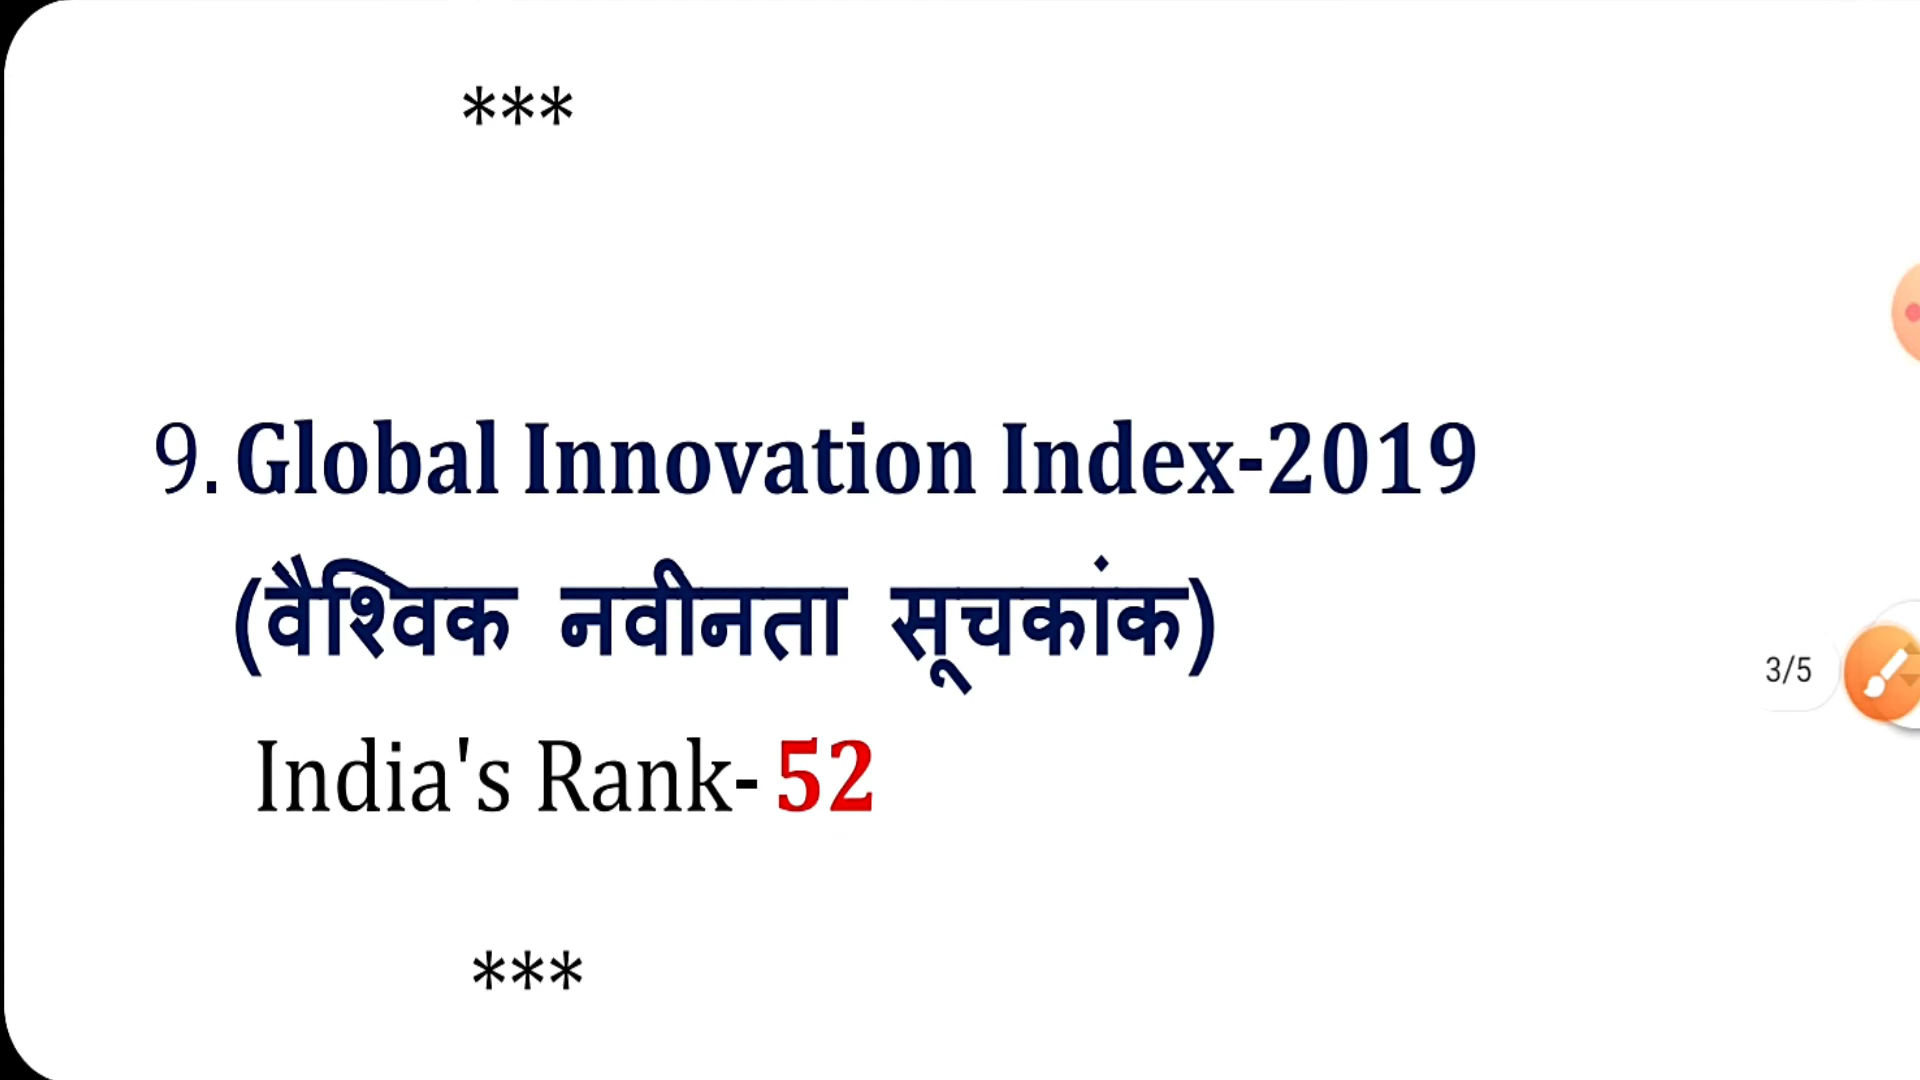 ***
9. Global Innovation Index-2019
(वैश्विक नवीनता सूचकांक)
3/5
India's Rank- 52
***